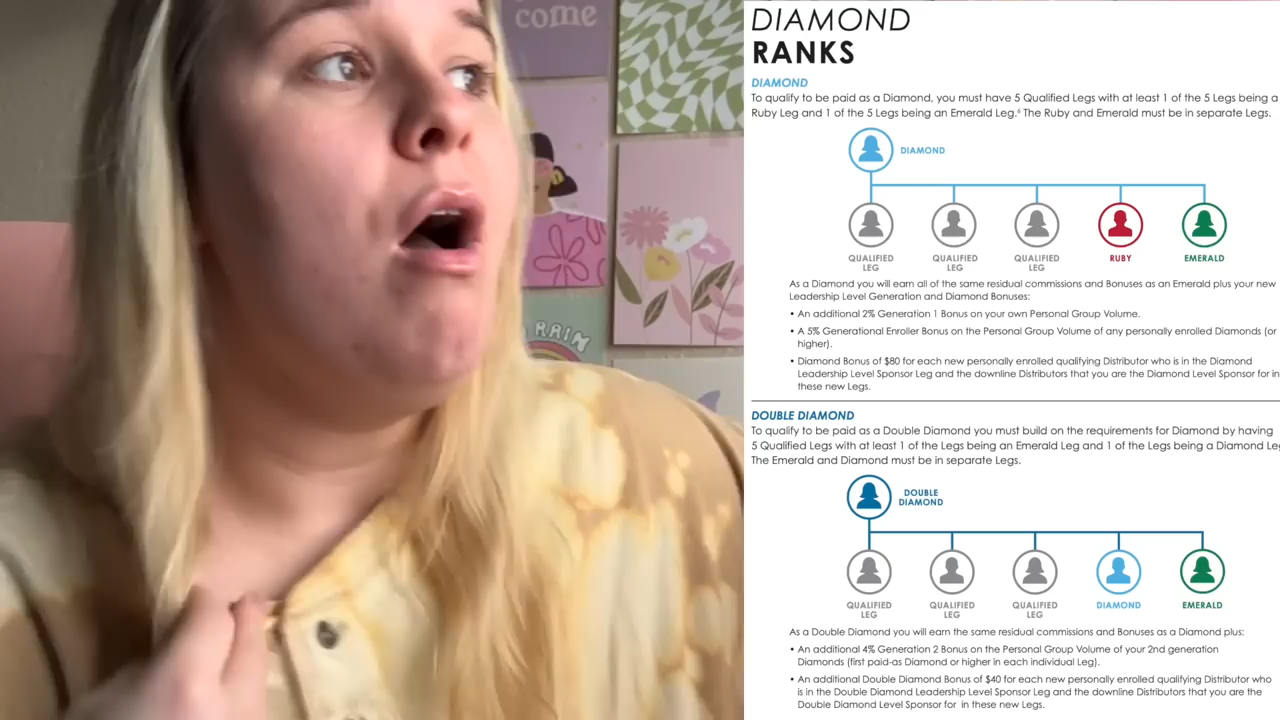 come
RAIN
DIAMOND
RANKS
DIAMOND
To qualify to be paid as a Diamond, you must have 5 Qualified Legs with at least 1 of the 5 Legs being a
Ruby Leg and 1 of the 5 Legs being an Emerald Leg.⁶ The Ruby and Emerald must be in separate Legs.
DIAMOND
QUALIFIED LEG
QUALIFIED LEG
QUALIFIED LEG
RUBY
EMERALD
As a Diamond you will earn all of the same residual commissions and Bonuses as an Emerald plus your new
Leadership Level Generation and Diamond Bonuses:
• An additional 2% Generation 1 Bonus on your own Personal Group Volume.
• A 5% Generational Enroller Bonus on the Personal Group Volume of any personally enrolled Diamonds (or
higher).
• Diamond Bonus of $80 for each new personally enrolled qualifying Distributor who is in the Diamond
Leadership Level Sponsor Leg and the downline Distributors that you are the Diamond Level Sponsor for in
these new Legs.
DOUBLE DIAMOND
To qualify to be paid as a Double Diamond you must build on the requirements for Diamond by having
5 Qualified Legs with at least 1 of the Legs being an Emerald Leg and 1 of the Legs being a Diamond Leg
The Emerald and Diamond must be in separate Legs.
DOUBLE
DIAMOND
QUALIFIED LEG
QUALIFIED LEG
QUALIFIED LEG
DIAMOND
EMERALD
As a Double Diamond you will earn the same residual commissions and Bonuses as a Diamond plus:
• An additional 4% Generation 2 Bonus on the Personal Group Volume of your 2nd generation
Diamonds (first paid-as Diamond or higher in each individual Leg).
• An additional Double Diamond Bonus of $40 for each new personally enrolled qualifying Distributor who
is in the Double Diamond Leadership Level Sponsor Leg and the downline Distributors that you are the
Double Diamond Level Sponsor for in these new Legs.